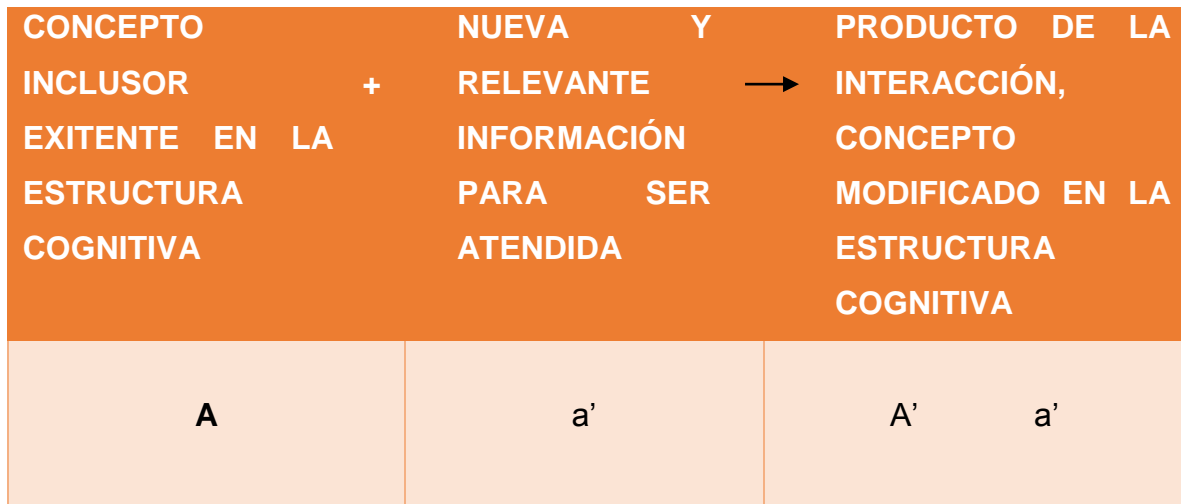 CONCEPTO
INCLUSOR +
EXITENTE EN LA
ESTRUCTURA
COGNITIVA
NUEVA Y
RELEVANTE →
INFORMACIÓN
PARA SER
ATENDIDA
PRODUCTO DE LA
INTERACCIÓN,
CONCEPTO
MODIFICADO EN LA
ESTRUCTURA
COGNITIVA
A
a’
A’ a’